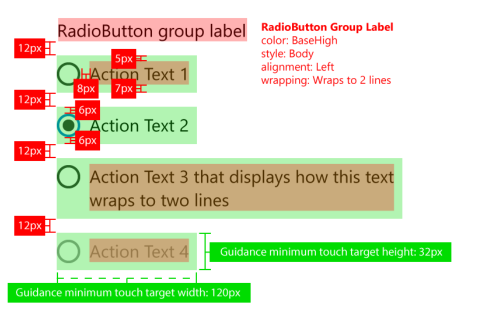 RadioButton group label
RadioButton Group Label
color: BaseHigh
style: Body
alignment: Left
wrapping: Wraps to 2 lines
12px
5px
Action Text 1
8px
7px
12px
6px
Action Text 2
6px
12px
Action Text 3 that displays how this text
wraps to two lines
12px
Action Text 4
Guidance minimum touch target height: 32px
Guidance minimum touch target width: 120px